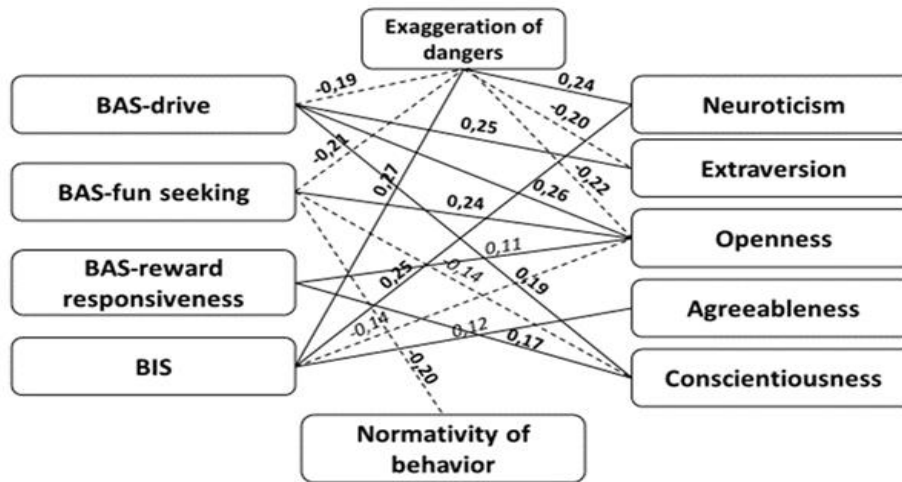 Exaggeration of
dangers
-0,19
0,24
BAS-drive
Neuroticism
-0,20
0,25
-0,21
Extraversion
0,27
-0,22
BAS-fun seeking
0,26
0,24
Openness
0,11
BAS-reward
responsiveness
0,25
-0,14
0,19
Agreeableness
-0,14
0,12
0,17
BIS
-0,20
Conscientiousness
Normativity of
behavior